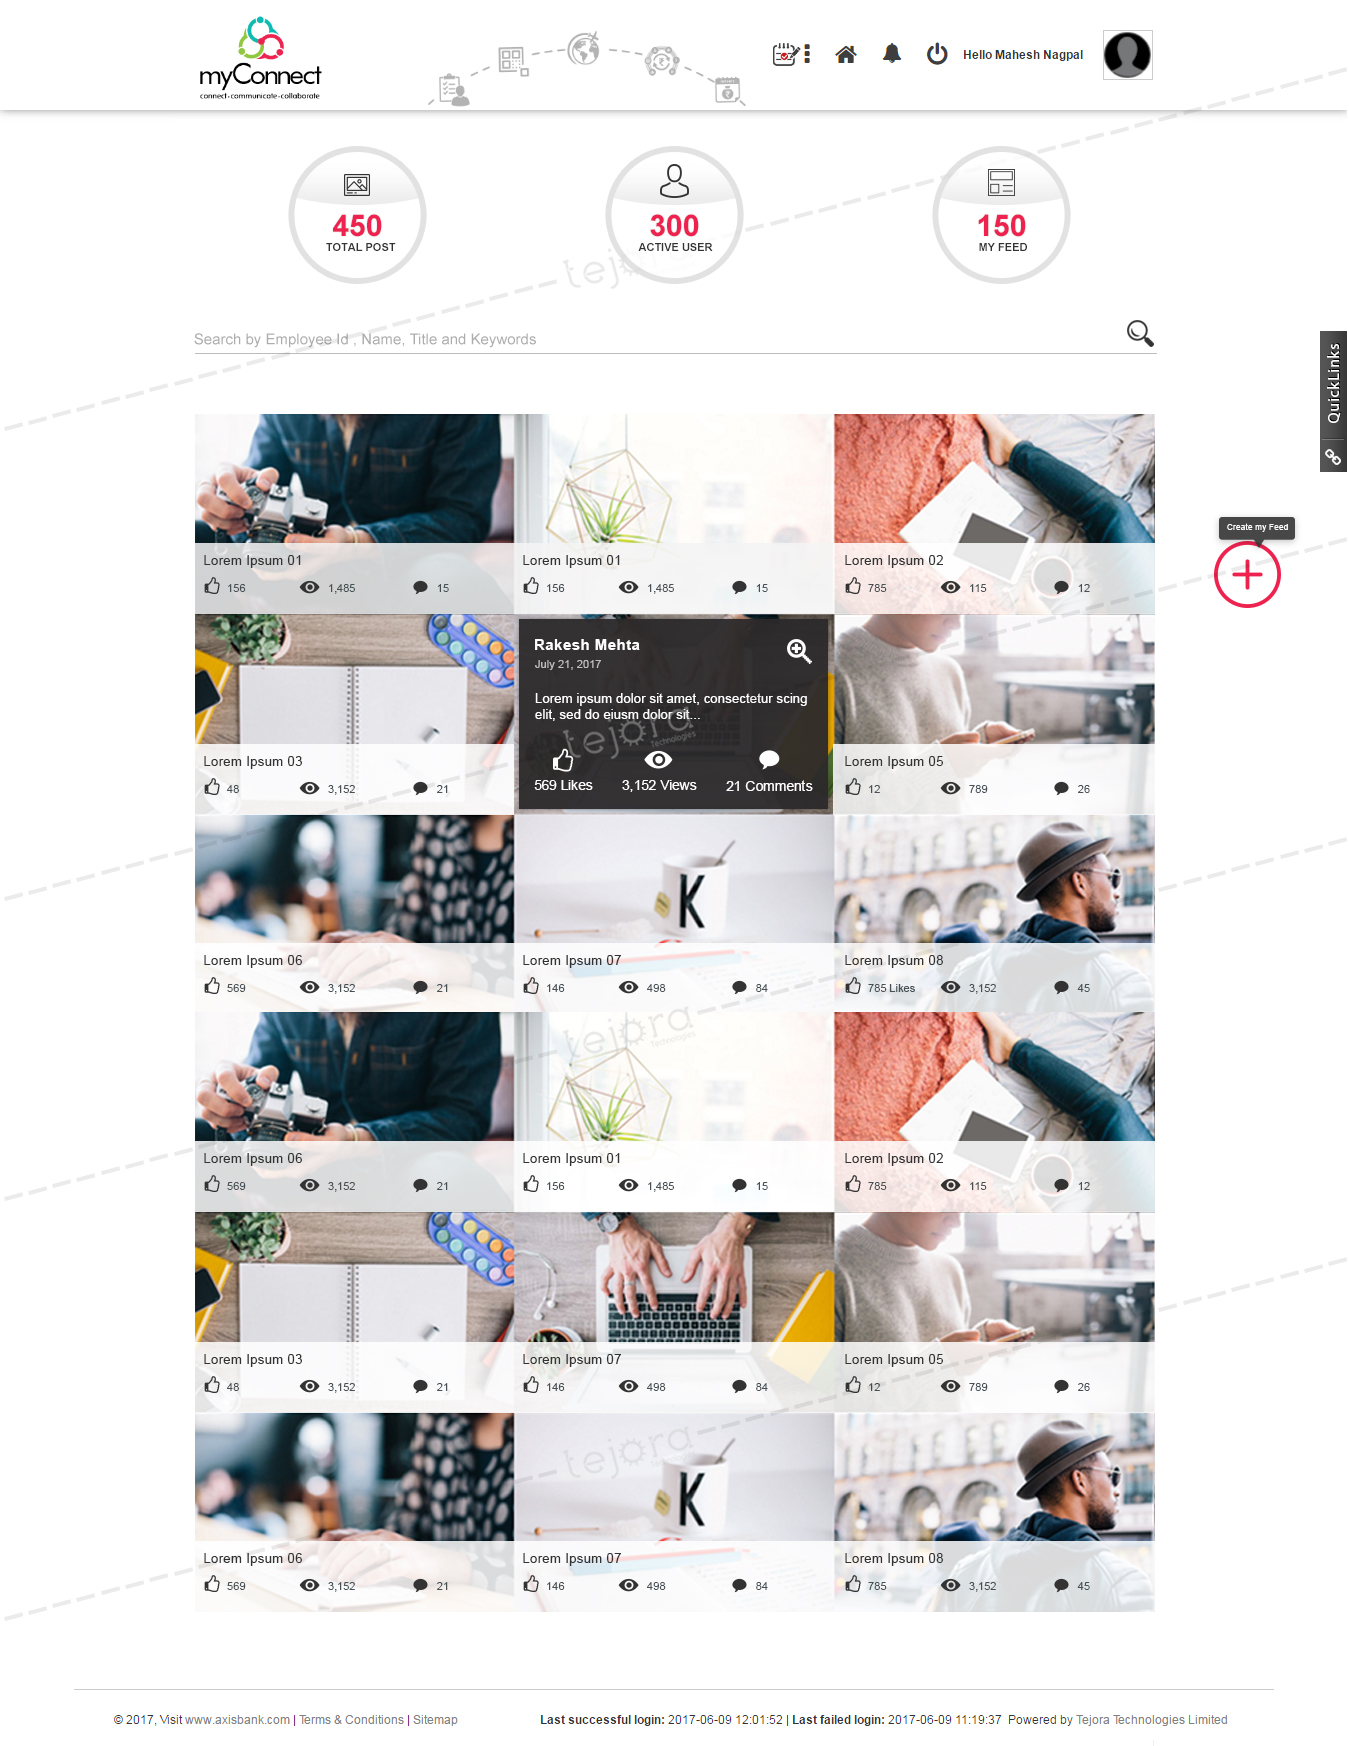 myConnect
connect-communicate-collaborate
Hello Mahesh Nagpal
450
TOTAL POST
300
ACTIVE USER
150
MY FEED
tejora
Search by Employee Id , Name, Title and Keywords
QuickLinks
Create my Feed
Lorem Ipsum 01
156 1,485 15
Lorem Ipsum 01
156 1,485 15
Lorem Ipsum 02
785 115 12
Lorem Ipsum 03
48 3,152 21
Rakesh Mehta
July 21, 2017
Lorem ipsum dolor sit amet, consectetur scing
elit, sed do eiusm dolor sit...
tejora
Technologies
569 Likes 3,152 Views 21 Comments
Lorem Ipsum 05
12 789 26
Lorem Ipsum 06
569 3,152 21
K
Lorem Ipsum 07
146 498 84
Lorem Ipsum 08
785 Likes 3,152 45
tejora
Technologies
Lorem Ipsum 06
569 3,152 21
Lorem Ipsum 01
156 1,485 15
Lorem Ipsum 02
785 115 12
Lorem Ipsum 03
48 3,152 21
Lorem Ipsum 07
146 498 84
Lorem Ipsum 05
12 789 26
tejora
Technologies
Lorem Ipsum 06
569 3,152 21
K
Lorem Ipsum 07
146 498 84
Lorem Ipsum 08
785 3,152 45
© 2017, Visit www.axisbank.com | Terms & Conditions | Sitemap
Last successful login: 2017-06-09 12:01:52 | Last failed login: 2017-06-09 11:19:37 Powered by Tejora Technologies Limited